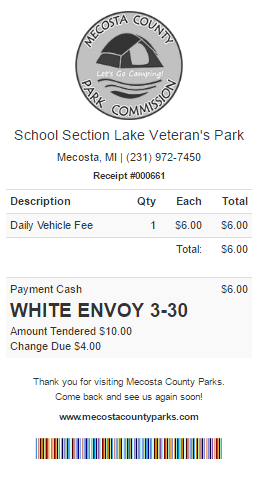 MECOSTA COUNTY
Let's Go Camping!
PARK COMMISSION
School Section Lake Veteran's Park
Mecosta, MI | (231) 972-7450
Receipt #000661
Description Qty Each Total
Daily Vehicle Fee 1 $6.00 $6.00
Total: $6.00
Payment Cash $6.00
WHITE ENVOY 3-30
Amount Tendered $10.00
Change Due $4.00
Thank you for visiting Mecosta County Parks.
Come back and see us again soon!
www.mecostacountyparks.com